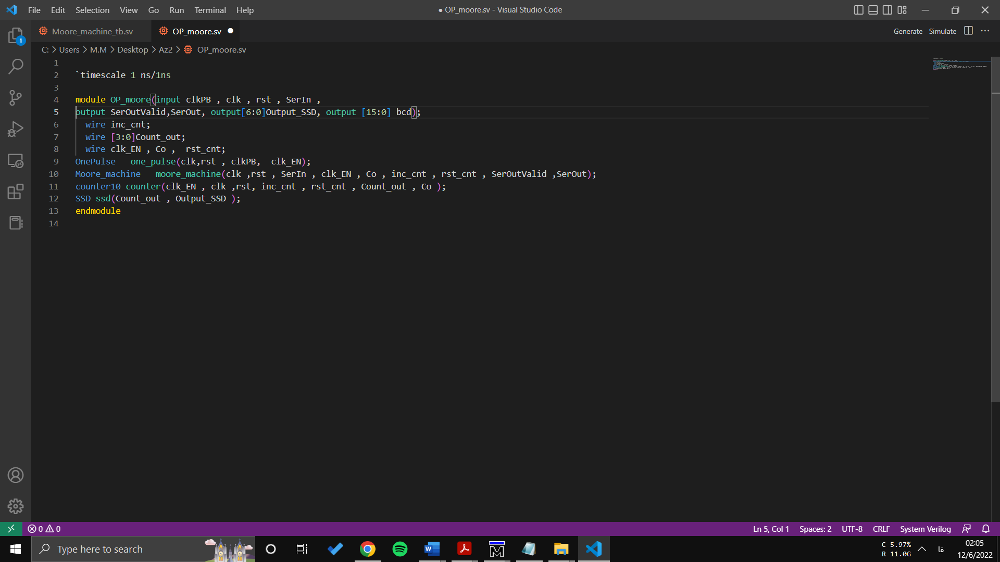 File Edit Selection View Go Run Terminal Help
● OP_moore.sv - Visual Studio Code
Moore_machine_tb.sv
OP_moore.sv ●
Generate Simulate
C: > Users > M.M > Desktop > Az2 > OP_moore.sv
1
2 `timescale 1 ns/1ns
3
4 module OP_moore(input clkPB , clk , rst , SerIn ,
5 output SerOutValid,SerOut, output[6:0]Output_SSD, output [15:0] bcd);
6 wire inc_cnt;
7 wire [3:0]Count_out;
8 wire clk_EN , Co , rst_cnt;
9 OnePulse one_pulse(clk,rst , clkPB, clk_EN);
10 Moore_machine moore_machine(clk ,rst , SerIn , clk_EN , Co , inc_cnt , rst_cnt , SerOutValid ,SerOut);
11 counter10 counter(clk_EN , clk ,rst, inc_cnt , rst_cnt , Count_out , Co );
12 SSD ssd(Count_out , Output_SSD );
13 endmodule
14
1
0 0
Ln 5, Col 1 Spaces: 2 UTF-8 CRLF System Verilog
Type here to search
C 5.97%
R 11.0G
فا
02:05
12/6/2022